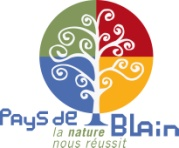 Pays de
la nature
Blain
nous réussit